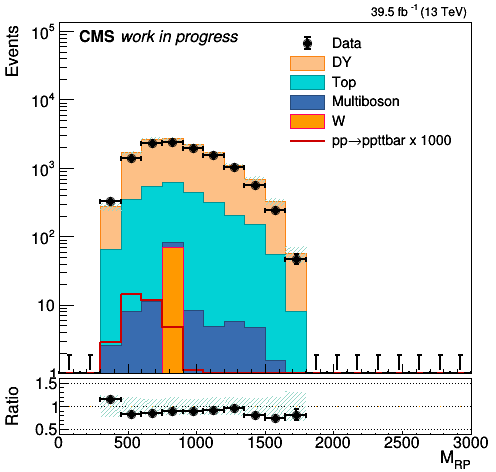 39.5 fb⁻¹ (13 TeV)
CMS work in progress
Events
10⁵
10⁴
10³
10²
10
1
Data
DY
Top
Multiboson
W
pp→ppttbar x 1000
Ratio
1.5
1
0.5
0 500 1000 1500 2000 2500 3000
M_RP